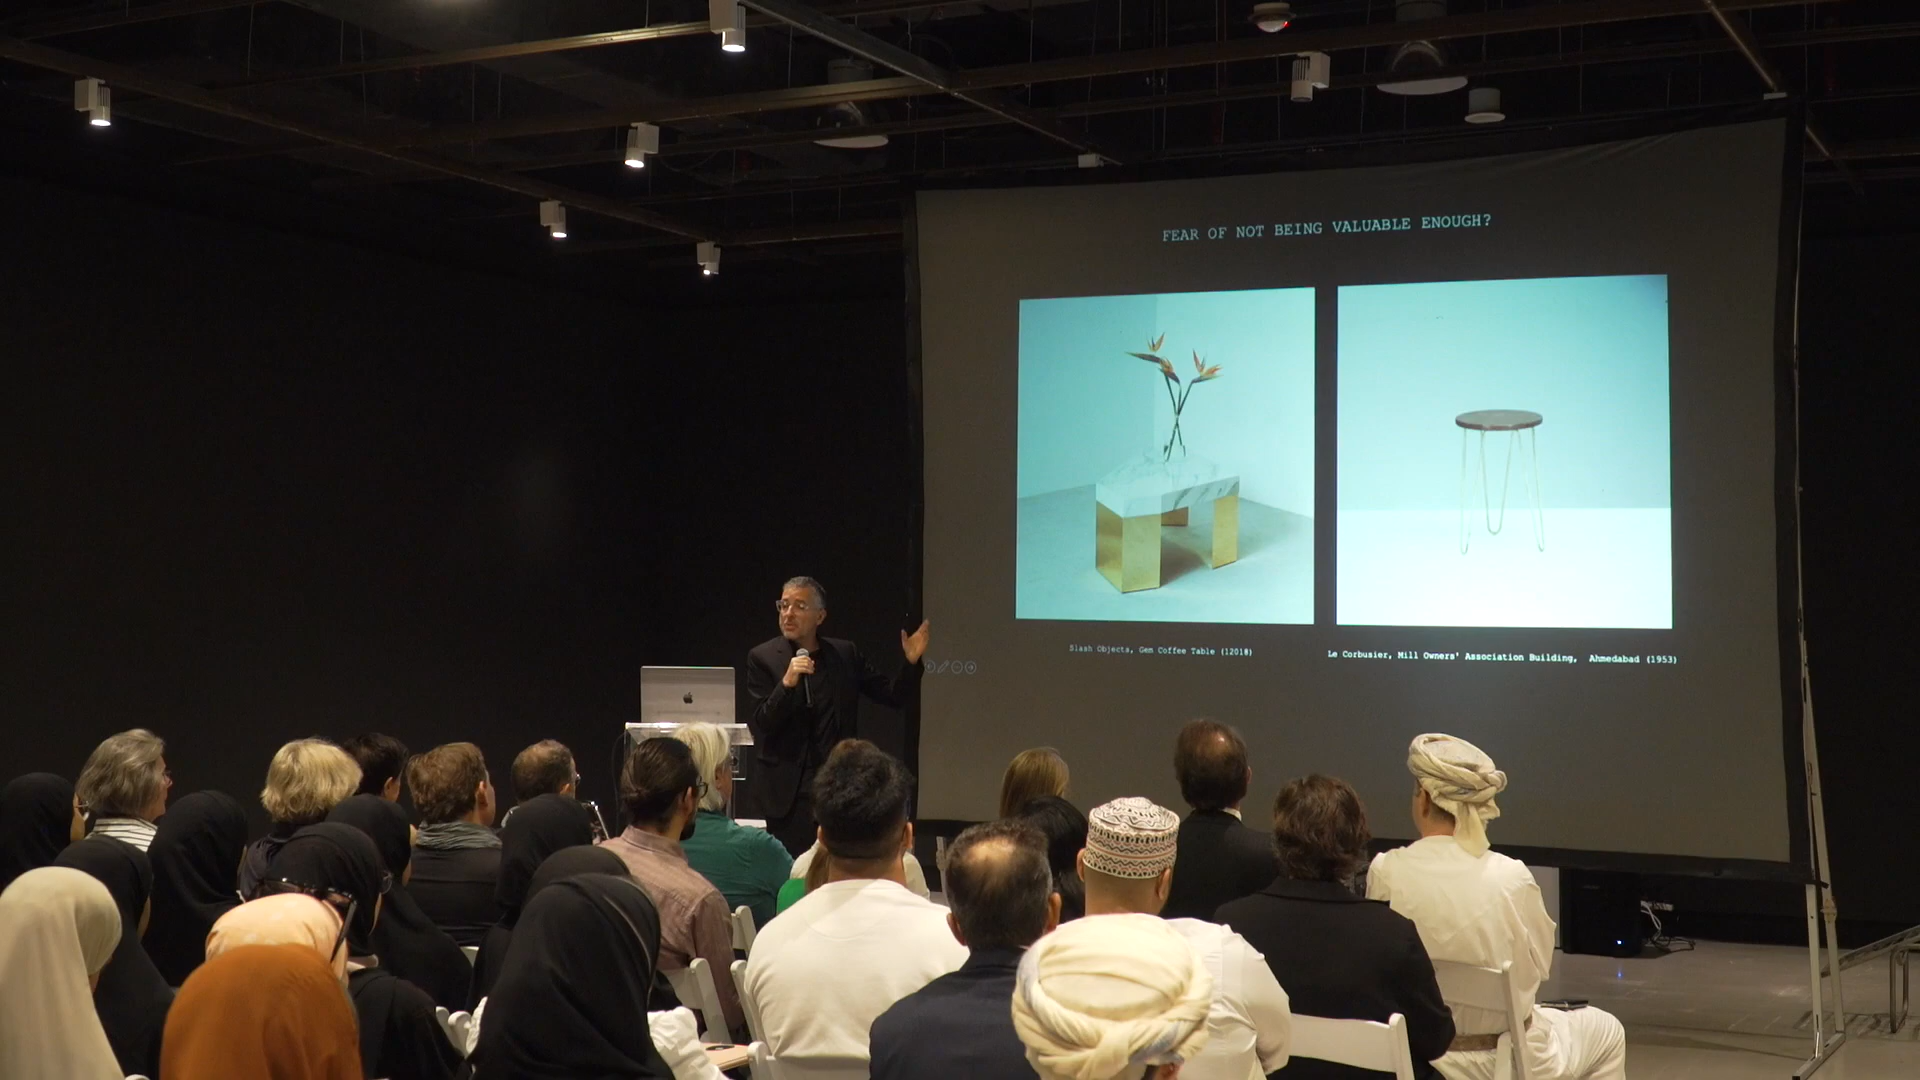 FEAR OF NOT BEING VALUABLE ENOUGH?
Slash Objects, Gem Coffee Table (12018)
Le Corbusier, Mill Owners' Association Building, Ahmedabad (1953)